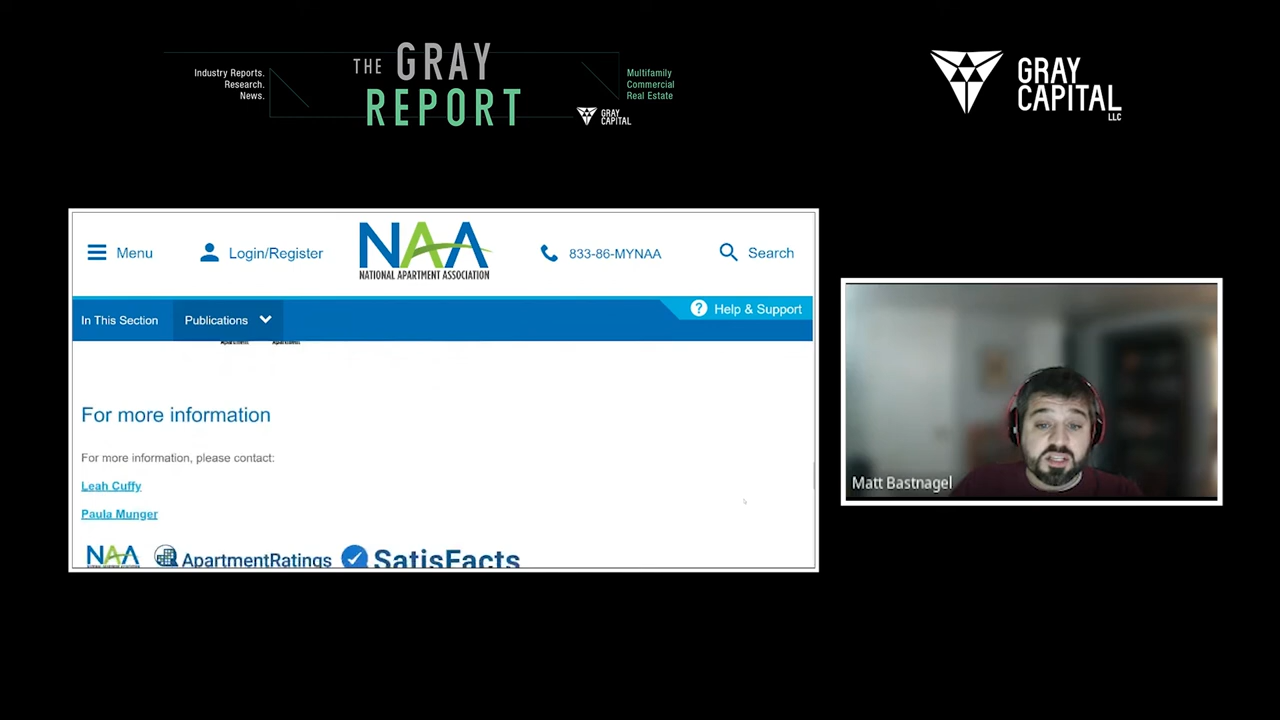 Industry Reports.
Research.
News.
THE GRAY
REPORT
Multifamily
Commercial
Real Estate
GRAY
CAPITAL
GRAY
CAPITAL
LLC
Menu
Login/Register
NAA
NATIONAL APARTMENT ASSOCIATION
833-86-MYNAA
Search
In This Section
Publications
? Help & Support
For more information
For more information, please contact:
Leah Cuffy
Paula Munger
NAA
ApartmentRatings
SatisFacts
Matt Bastnagel